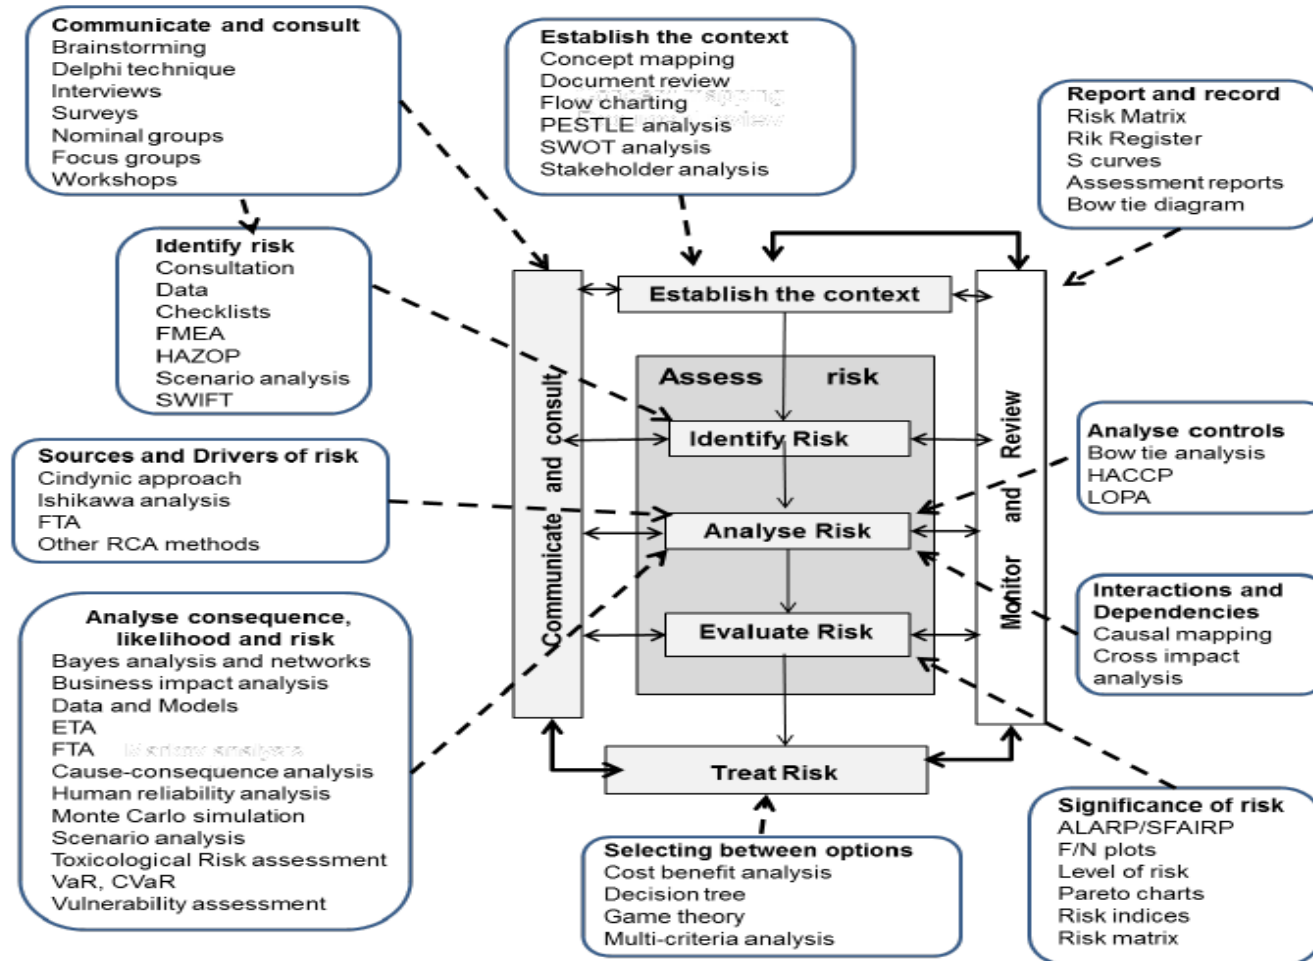 Communicate and consult
Brainstorming
Delphi technique
Interviews
Surveys
Nominal groups
Focus groups
Workshops
Establish the context
Concept mapping
Document review
Flow charting
PESTLE analysis
SWOT analysis
Stakeholder analysis
Report and record
Risk Matrix
Rik Register
S curves
Assessment reports
Bow tie diagram
Identify risk
Consultation
Data
Checklists
FMEA
HAZOP
Scenario analysis
SWIFT
Establish the context
Assess risk
Identify Risk
Analyse Risk
Evaluate Risk
Treat Risk
Communicate and consult
Monitor and Review
Sources and Drivers of risk
Cindynic approach
Ishikawa analysis
FTA
Other RCA methods
Analyse controls
Bow tie analysis
HACCP
LOPA
Interactions and
Dependencies
Causal mapping
Cross impact
analysis
Analyse consequence,
likelihood and risk
Bayes analysis and networks
Business impact analysis
Data and Models
ETA
FTA Markov analysis
Cause-consequence analysis
Human reliability analysis
Monte Carlo simulation
Scenario analysis
Toxicological Risk assessment
VaR, CVaR
Vulnerability assessment
Selecting between options
Cost benefit analysis
Decision tree
Game theory
Multi-criteria analysis
Significance of risk
ALARP/SFAIRP
F/N plots
Level of risk
Pareto charts
Risk indices
Risk matrix